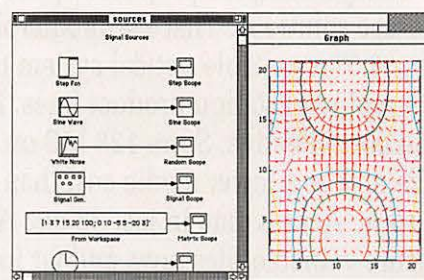 sources
Signal Sources
Step Fcn
Step Scope
Sine Wave
Sine Scope
White Noise
Random Scope
Signal Gen.
Signal Scope
[1 3 7 15 20 100; 0 10 -5 5 -20 3]'
From Workspace
Matrix Scope
Graph
20
15
10
5
5
10
15
20